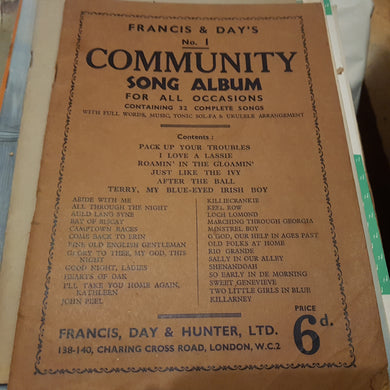 FRANCIS & DAY'S
No. 1
COMMUNITY
SONG ALBUM
FOR ALL OCCASIONS
CONTAINING 32 COMPLETE SONGS
WITH FULL WORDS, MUSIC, TONIC SOL-FA & UKULELE ARRANGEMENT
Contents:
PACK UP YOUR TROUBLES
I LOVE A LASSIE
ROAMIN' IN THE GLOAMIN'
JUST LIKE THE IVY
AFTER THE BALL
TERRY, MY BLUE-EYED IRISH BOY
ABIDE WITH ME
ALL THROUGH THE NIGHT
AULD LANG SYNE
BAY OF BISCAY
CAMPTOWN RACES
COME BACK TO ERIN
FINE OLD ENGLISH GENTLEMAN
GLORY TO THEE, MY GOD, THIS
NIGHT
GOOD NIGHT, LADIES
HEARTS OF OAK
I'LL TAKE YOU HOME AGAIN,
KATHLEEN
JOHN PEEL
KILLIECRANKIE
KEEL ROW
LOCH LOMOND
MARCHING THROUGH GEORGIA
MINSTREL BOY
O GOD, OUR HELP IN AGES PAST
OLD FOLKS AT HOME
RIO GRANDE
SALLY IN OUR ALLEY
SHENANDOAH
SO EARLY IN DE MORNING
SWEET GENEVIEVE
TWO LITTLE GIRLS IN BLUE
KILLARNEY
PRICE
6d.
FRANCIS, DAY & HUNTER, LTD.
138-140, CHARING CROSS ROAD, LONDON, W.C.2